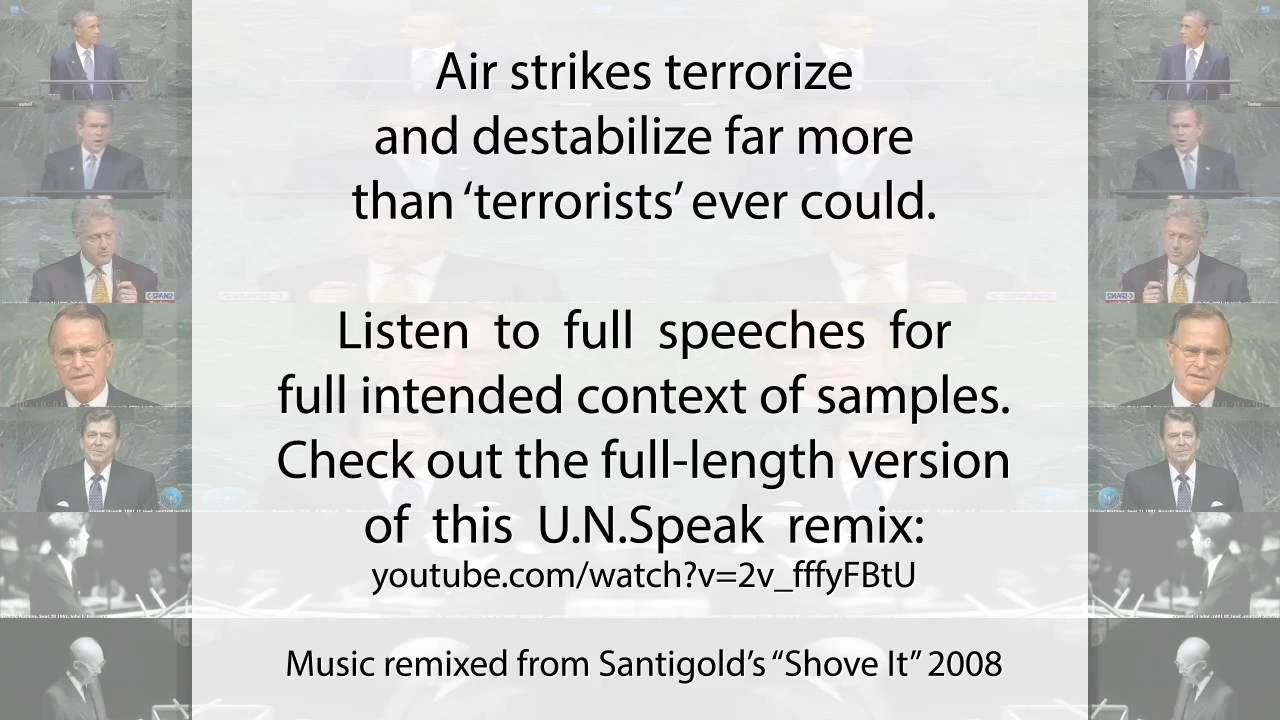 Air strikes terrorize
and destabilize far more
than ‘terrorists’ ever could.
Listen to full speeches for
full intended context of samples.
Check out the full-length version
of this U.N.Speak remix:
youtube.com/watch?v=2v_fffyFBtU
Music remixed from Santigold’s “Shove It” 2008
C-SPAN2